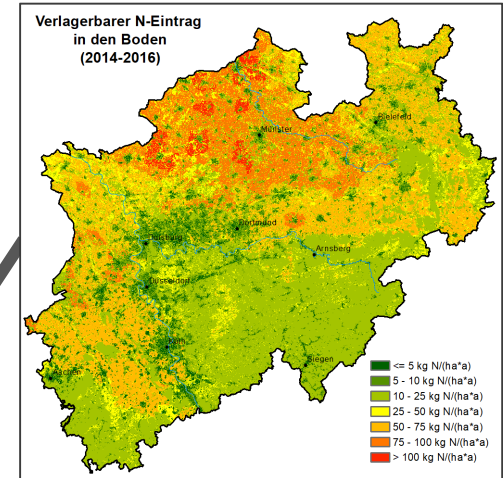 Verlagerbarer N-Eintrag
in den Boden
(2014-2016)
Bielefeld
Münster
Duisburg
Dortmund
Arnsberg
Düsseldorf
Köln
Aachen
Siegen
<= 5 kg N/(ha*a)
5 - 10 kg N/(ha*a)
10 - 25 kg N/(ha*a)
25 - 50 kg N/(ha*a)
50 - 75 kg N/(ha*a)
75 - 100 kg N/(ha*a)
> 100 kg N/(ha*a)